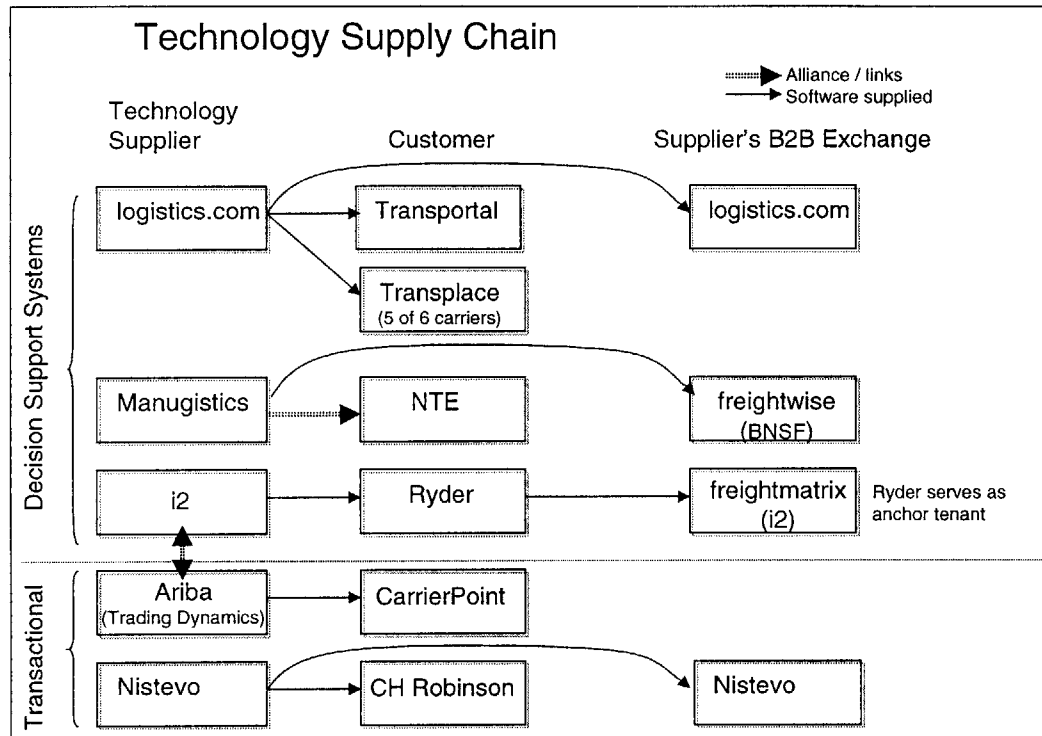 Technology Supply Chain
Alliance / links
Software supplied
Technology
Supplier
Customer
Supplier's B2B Exchange
Decision Support Systems
logistics.com
Transportal
logistics.com
Transplace
(5 of 6 carriers)
Manugistics
NTE
freightwise
(BNSF)
i2
Ryder
freightmatrix
(i2)
Ryder serves as
anchor tenant
Transactional
Ariba
(Trading Dynamics)
CarrierPoint
Nistevo
CH Robinson
Nistevo